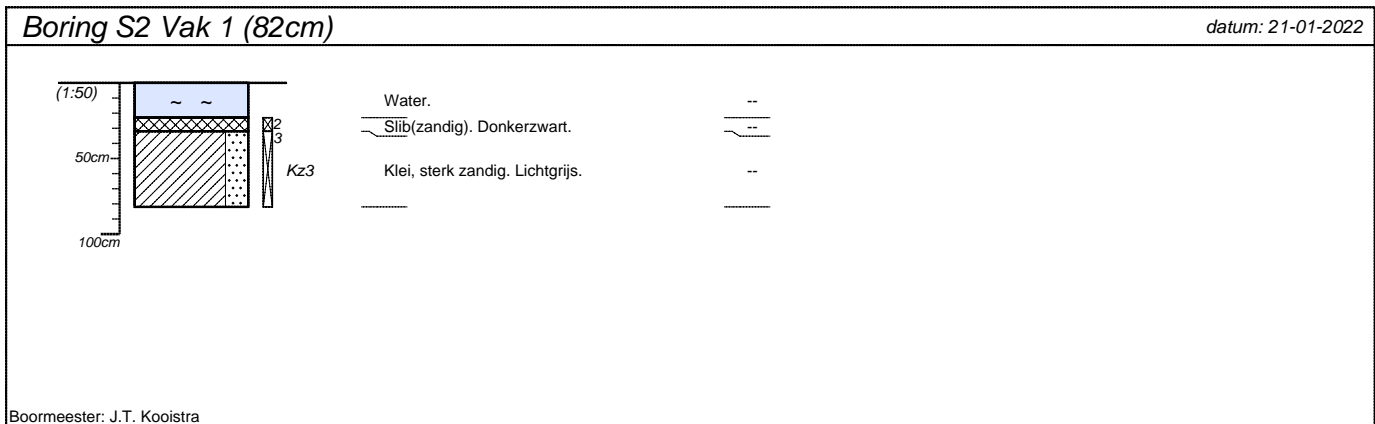 Boring S2 Vak 1 (82cm)
datum: 21-01-2022
(1:50)
~ ~
Water.
--
2
Slib(zandig). Donkerzwart.
--
3
50cm
Kz3
Klei, sterk zandig. Lichtgrijs.
--
100cm
Boormeester: J.T. Kooistra